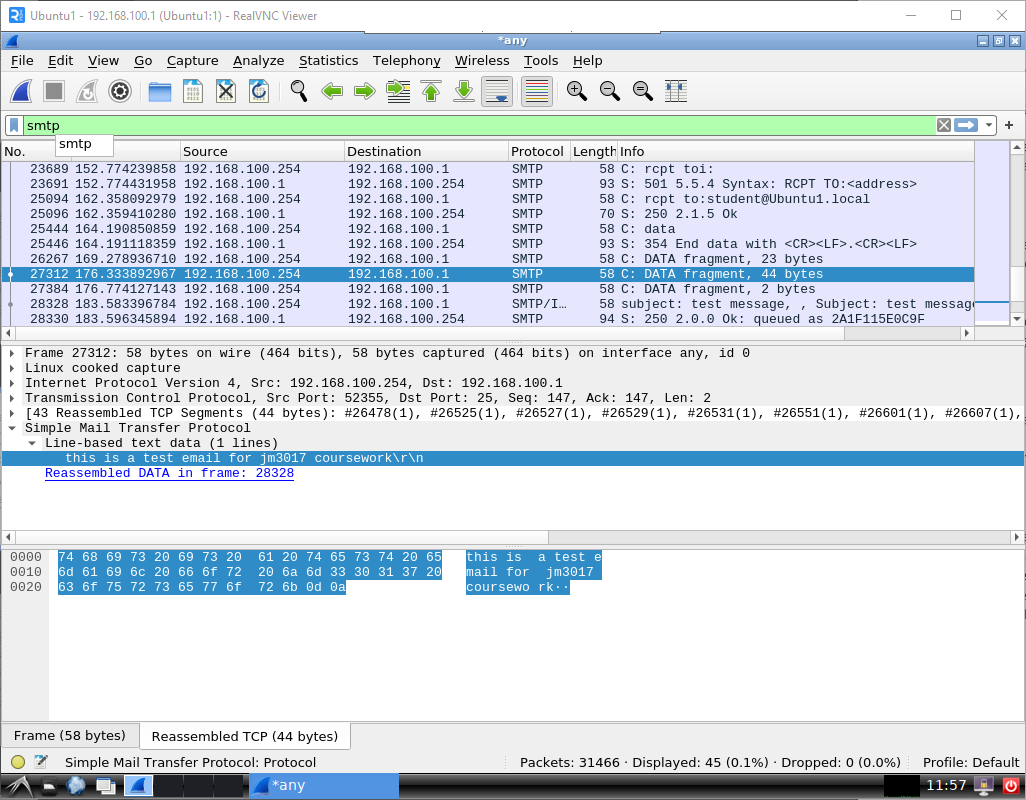 Ubuntu1 - 192.168.100.1 (Ubuntu1:1) - RealVNC Viewer
*any
File Edit View Go Capture Analyze Statistics Telephony Wireless Tools Help
smtp
smtp
No. Source Destination Protocol Length Info
23689 152.774239858 192.168.100.254 192.168.100.1 SMTP 58 C: rcpt toi:
23691 152.774431958 192.168.100.1 192.168.100.254 SMTP 93 S: 501 5.5.4 Syntax: RCPT TO:<address>
25094 162.358092979 192.168.100.254 192.168.100.1 SMTP 58 C: rcpt to:student@Ubuntu1.local
25096 162.359410280 192.168.100.1 192.168.100.254 SMTP 70 S: 250 2.1.5 Ok
25444 164.190850859 192.168.100.254 192.168.100.1 SMTP 58 C: data
25446 164.191118359 192.168.100.1 192.168.100.254 SMTP 93 S: 354 End data with <CR><LF>.<CR><LF>
26267 169.278936710 192.168.100.254 192.168.100.1 SMTP 58 C: DATA fragment, 23 bytes
27312 176.333892967 192.168.100.254 192.168.100.1 SMTP 58 C: DATA fragment, 44 bytes
27384 176.774127143 192.168.100.254 192.168.100.1 SMTP 58 C: DATA fragment, 2 bytes
28328 183.583396784 192.168.100.254 192.168.100.1 SMTP/I… 58 subject: test message, , Subject: test message
28330 183.596345894 192.168.100.1 192.168.100.254 SMTP 94 S: 250 2.0.0 Ok: queued as 2A1F115E0C9F
Frame 27312: 58 bytes on wire (464 bits), 58 bytes captured (464 bits) on interface any, id 0
Linux cooked capture
Internet Protocol Version 4, Src: 192.168.100.254, Dst: 192.168.100.1
Transmission Control Protocol, Src Port: 52355, Dst Port: 25, Seq: 147, Ack: 147, Len: 2
[43 Reassembled TCP Segments (44 bytes): #26478(1), #26525(1), #26527(1), #26529(1), #26531(1), #26551(1), #26601(1), #26607(1),
Simple Mail Transfer Protocol
Line-based text data (1 lines)
this is a test email for jm3017 coursework\r\n
Reassembled DATA in frame: 28328
0000 74 68 69 73 20 69 73 20 61 20 74 65 73 74 20 65 this is a test e
0010 6d 61 69 6c 20 66 6f 72 20 6a 6d 33 30 31 37 20 mail for jm3017
0020 63 6f 75 72 73 65 77 6f 72 6b 0d 0a coursewo rk··
Frame (58 bytes) Reassembled TCP (44 bytes)
Simple Mail Transfer Protocol: Protocol Packets: 31466 · Displayed: 45 (0.1%) · Dropped: 0 (0.0%) Profile: Default
*any 11:57